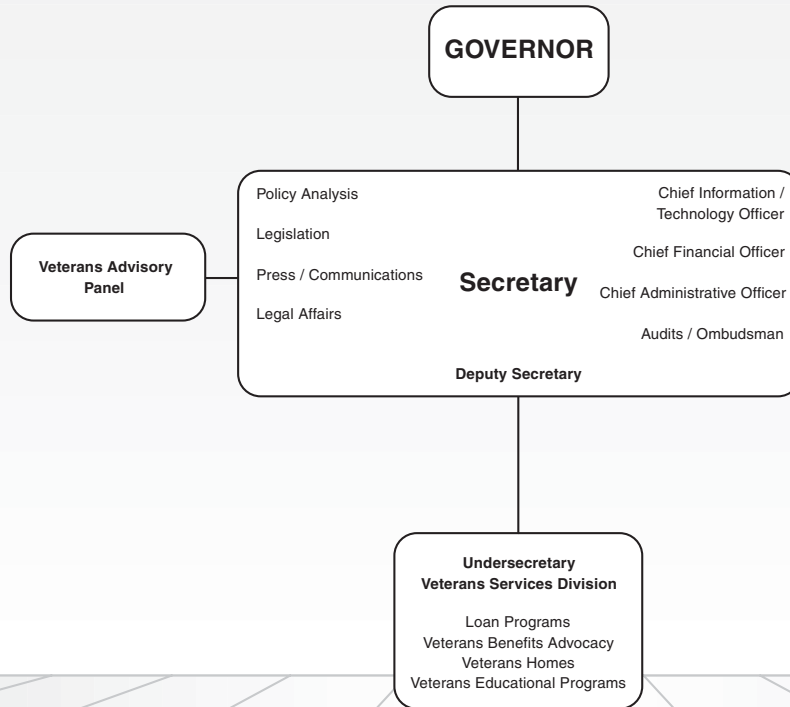 GOVERNOR
Policy Analysis
Legislation
Press / Communications
Legal Affairs
Secretary
Chief Information /
Technology Officer
Chief Financial Officer
Chief Administrative Officer
Audits / Ombudsman
Deputy Secretary
Veterans Advisory
Panel
Undersecretary
Veterans Services Division
Loan Programs
Veterans Benefits Advocacy
Veterans Homes
Veterans Educational Programs